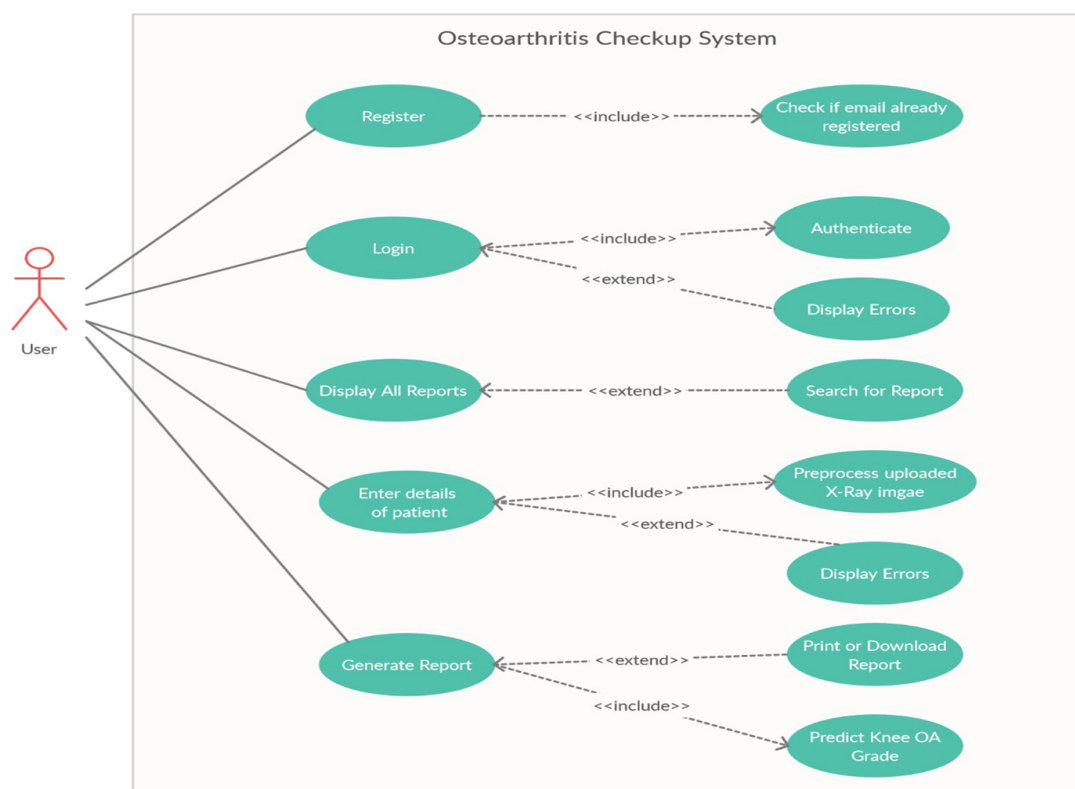 Osteoarthritis Checkup System
Register
<<include>>
Check if email already
registered
Login
<<include>>
Authenticate
<<extend>>
Display Errors
User
Display All Reports
<<extend>>
Search for Report
Enter details
of patient
<<include>>
Preprocess uploaded
X-Ray imgae
<<extend>>
Display Errors
Generate Report
<<extend>>
Print or Download
Report
<<include>>
Predict Knee OA
Grade